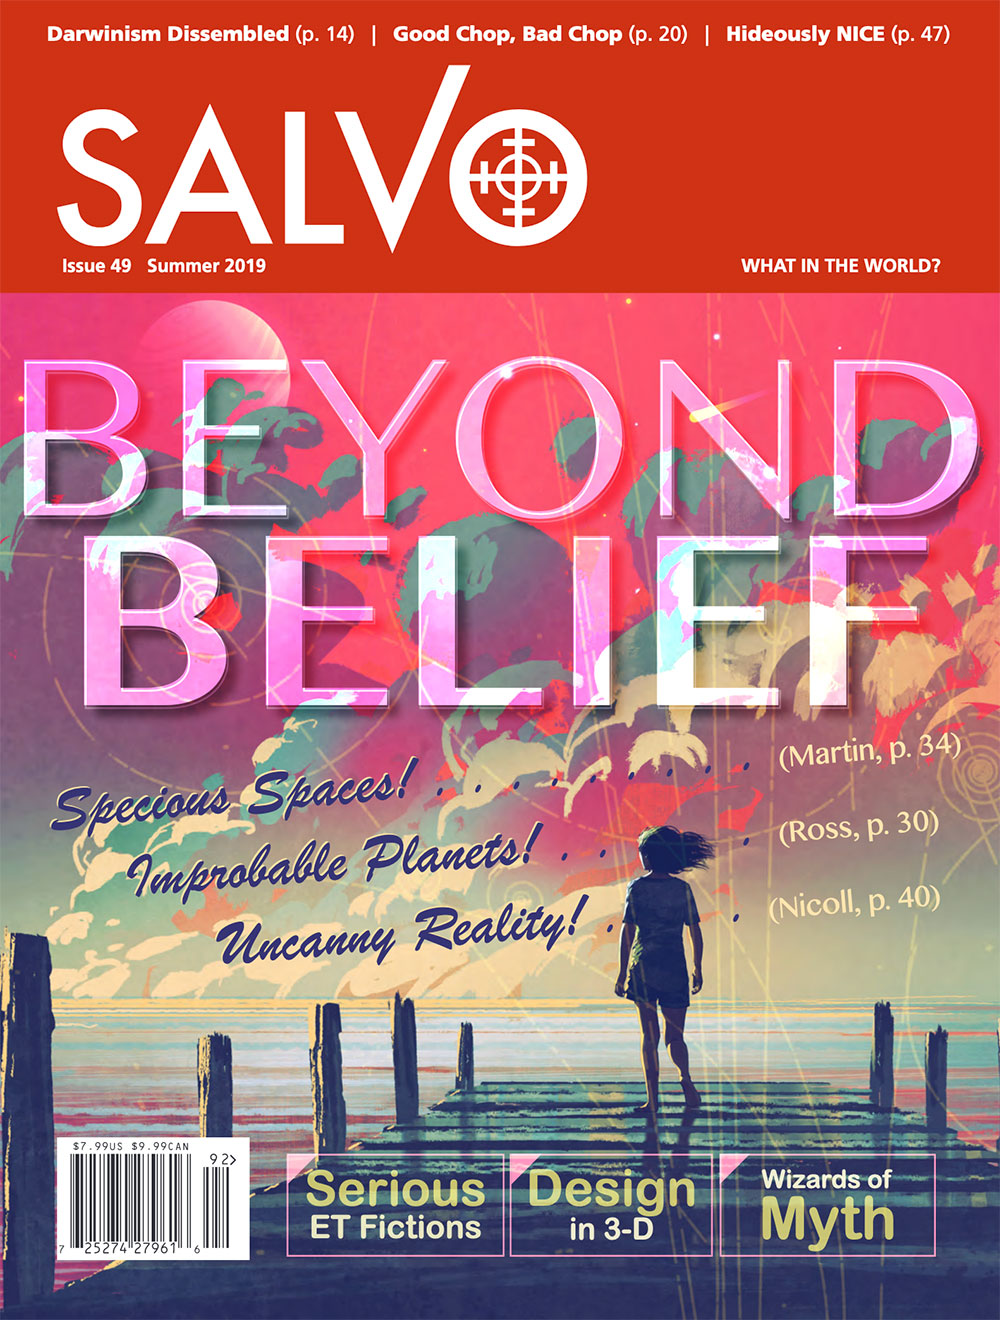 Darwinism Dissembled (p. 14) | Good Chop, Bad Chop (p. 20) | Hideously NICE (p. 47)
SALVO
Issue 49 Summer 2019
WHAT IN THE WORLD?
BEYOND
BELIEF
Specious Spaces! . . . . . . . . . (Martin, p. 34)
Improbable Planets! . . . . . . (Ross, p. 30)
Uncanny Reality! . . . . (Nicoll, p. 40)
$7.99US $9.99CAN
92>
7 25274 27961 6
Serious
ET Fictions
Design
in 3-D
Wizards of
Myth